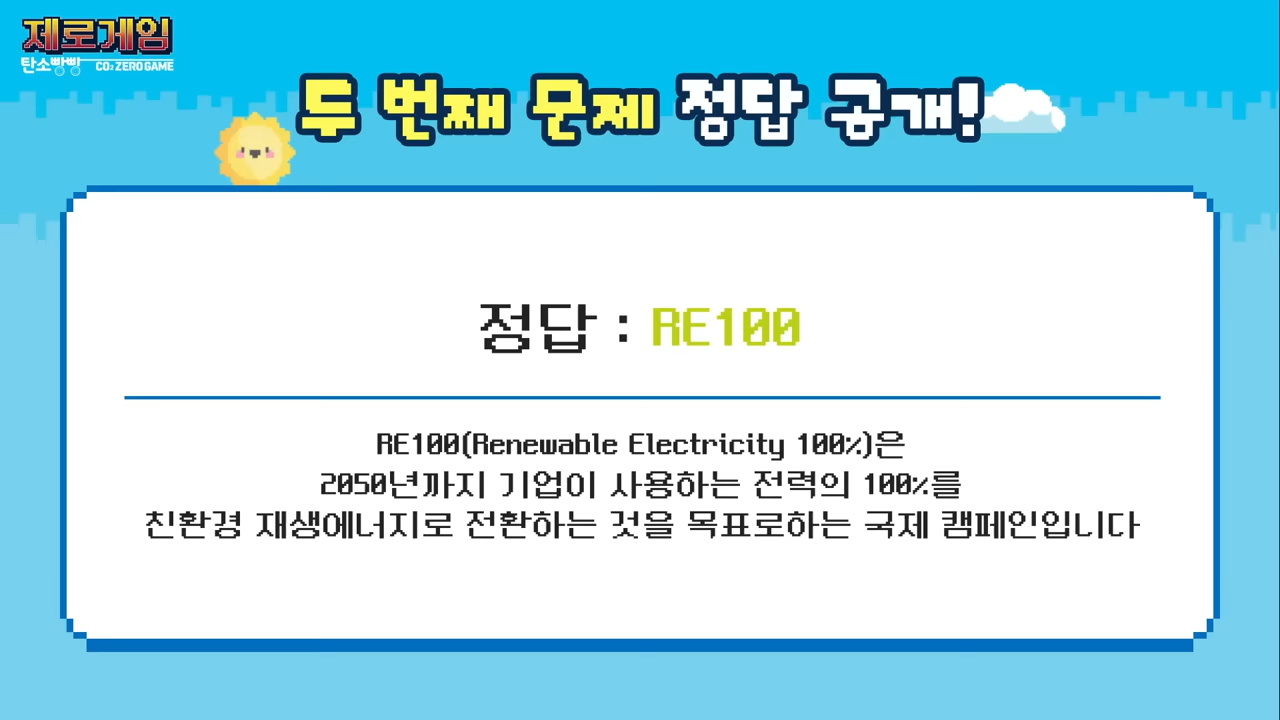 제로게임
탄소빵빵 CO₂ ZERO GAME
두 번째 문제 정답 공개!
정답 : RE100
RE100(Renewable Electricity 100%)은
2050년까지 기업이 사용하는 전력의 100%를
친환경 재생에너지로 전환하는 것을 목표로하는 국제 캠페인입니다